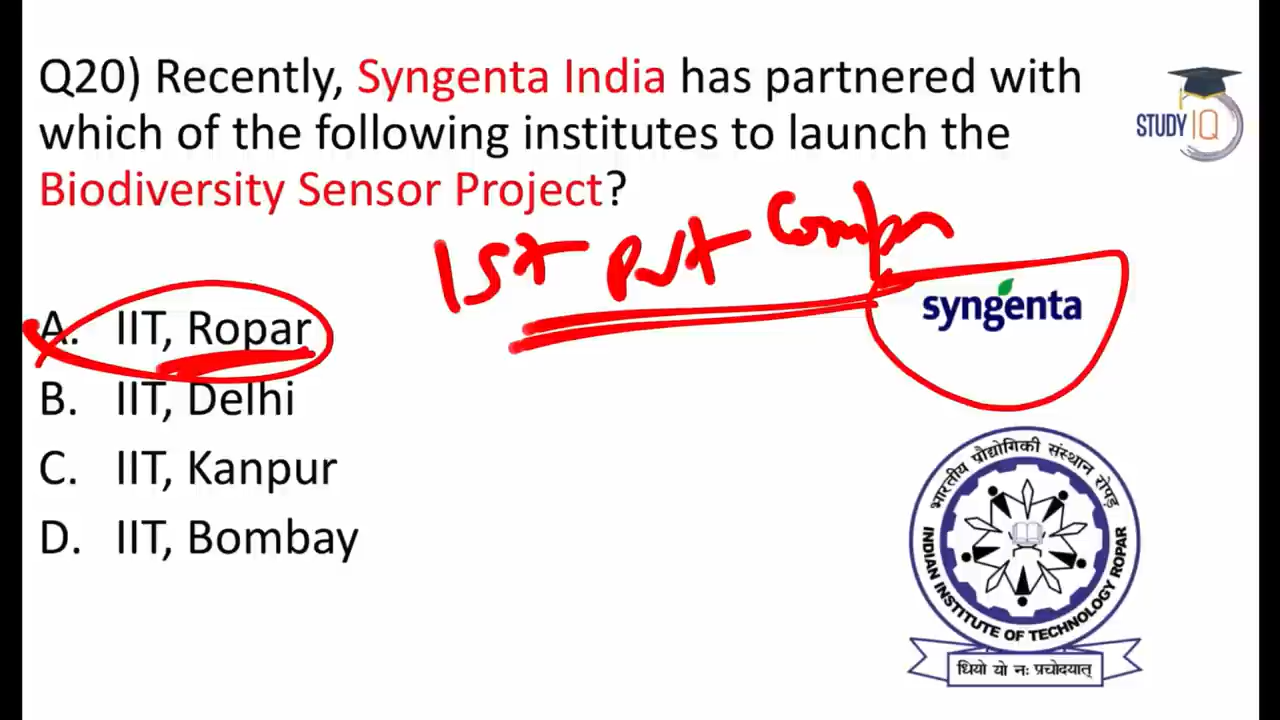 Q20) Recently, Syngenta India has partnered with
which of the following institutes to launch the
Biodiversity Sensor Project?
STUDY IQ
1st Pvt
syngenta
A. IIT, Ropar
B. IIT, Delhi
C. IIT, Kanpur
D. IIT, Bombay
भारतीय प्रौद्योगिकी संस्थान रोपड़
INDIAN INSTITUTE OF TECHNOLOGY ROPAR
धियो यो नः प्रचोदयात्